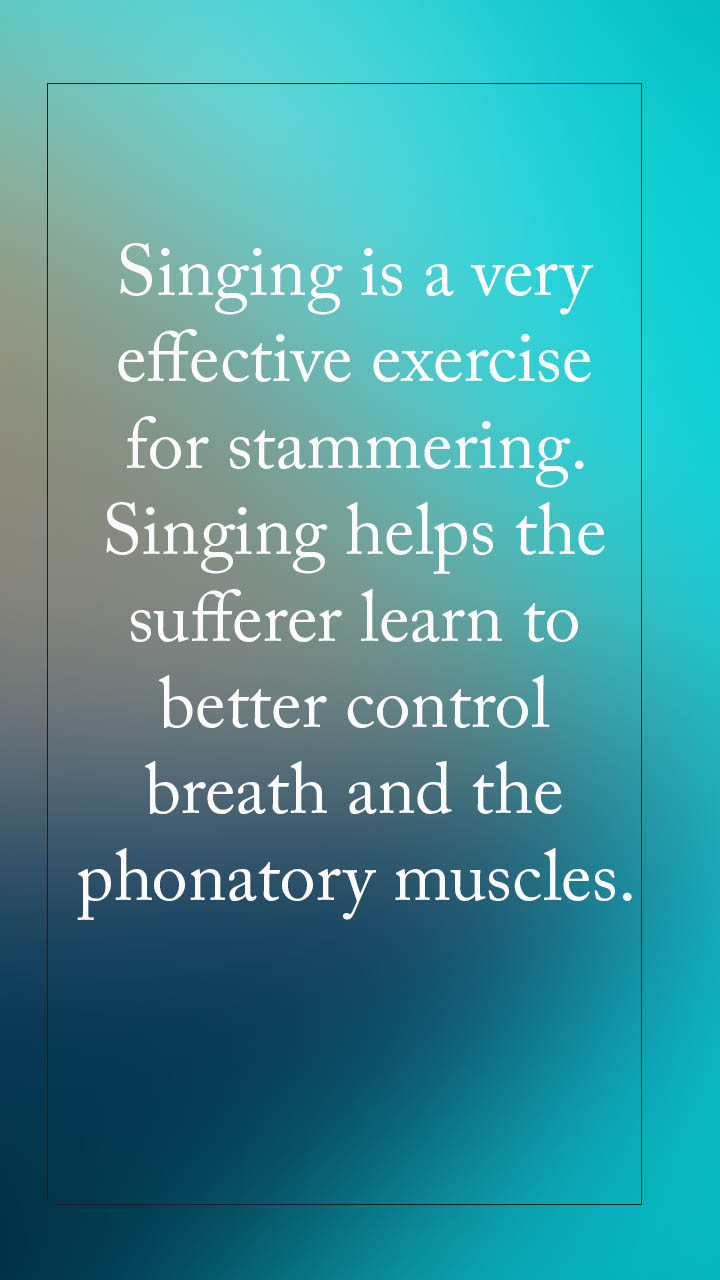 Singing is a very
effective exercise
for stammering.
Singing helps the
sufferer learn to
better control
breath and the
phonatory muscles.